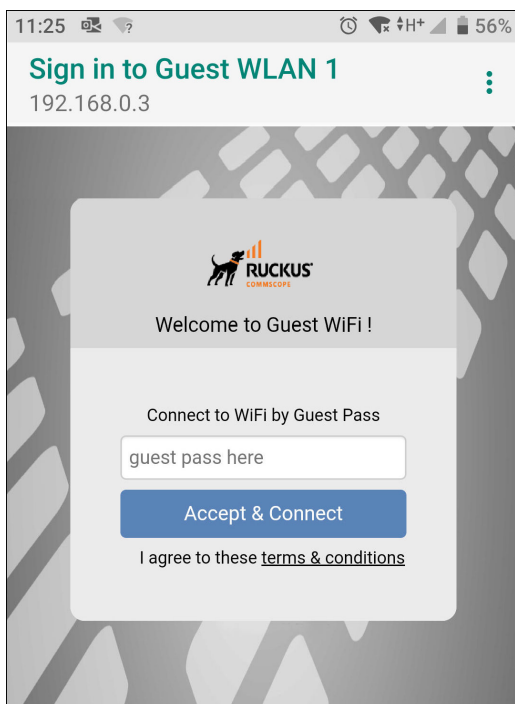 11:25
H+ 56%
Sign in to Guest WLAN 1
192.168.0.3
RUCKUS
COMMSCOPE
Welcome to Guest WiFi !
Connect to WiFi by Guest Pass
guest pass here
Accept & Connect
I agree to these terms & conditions